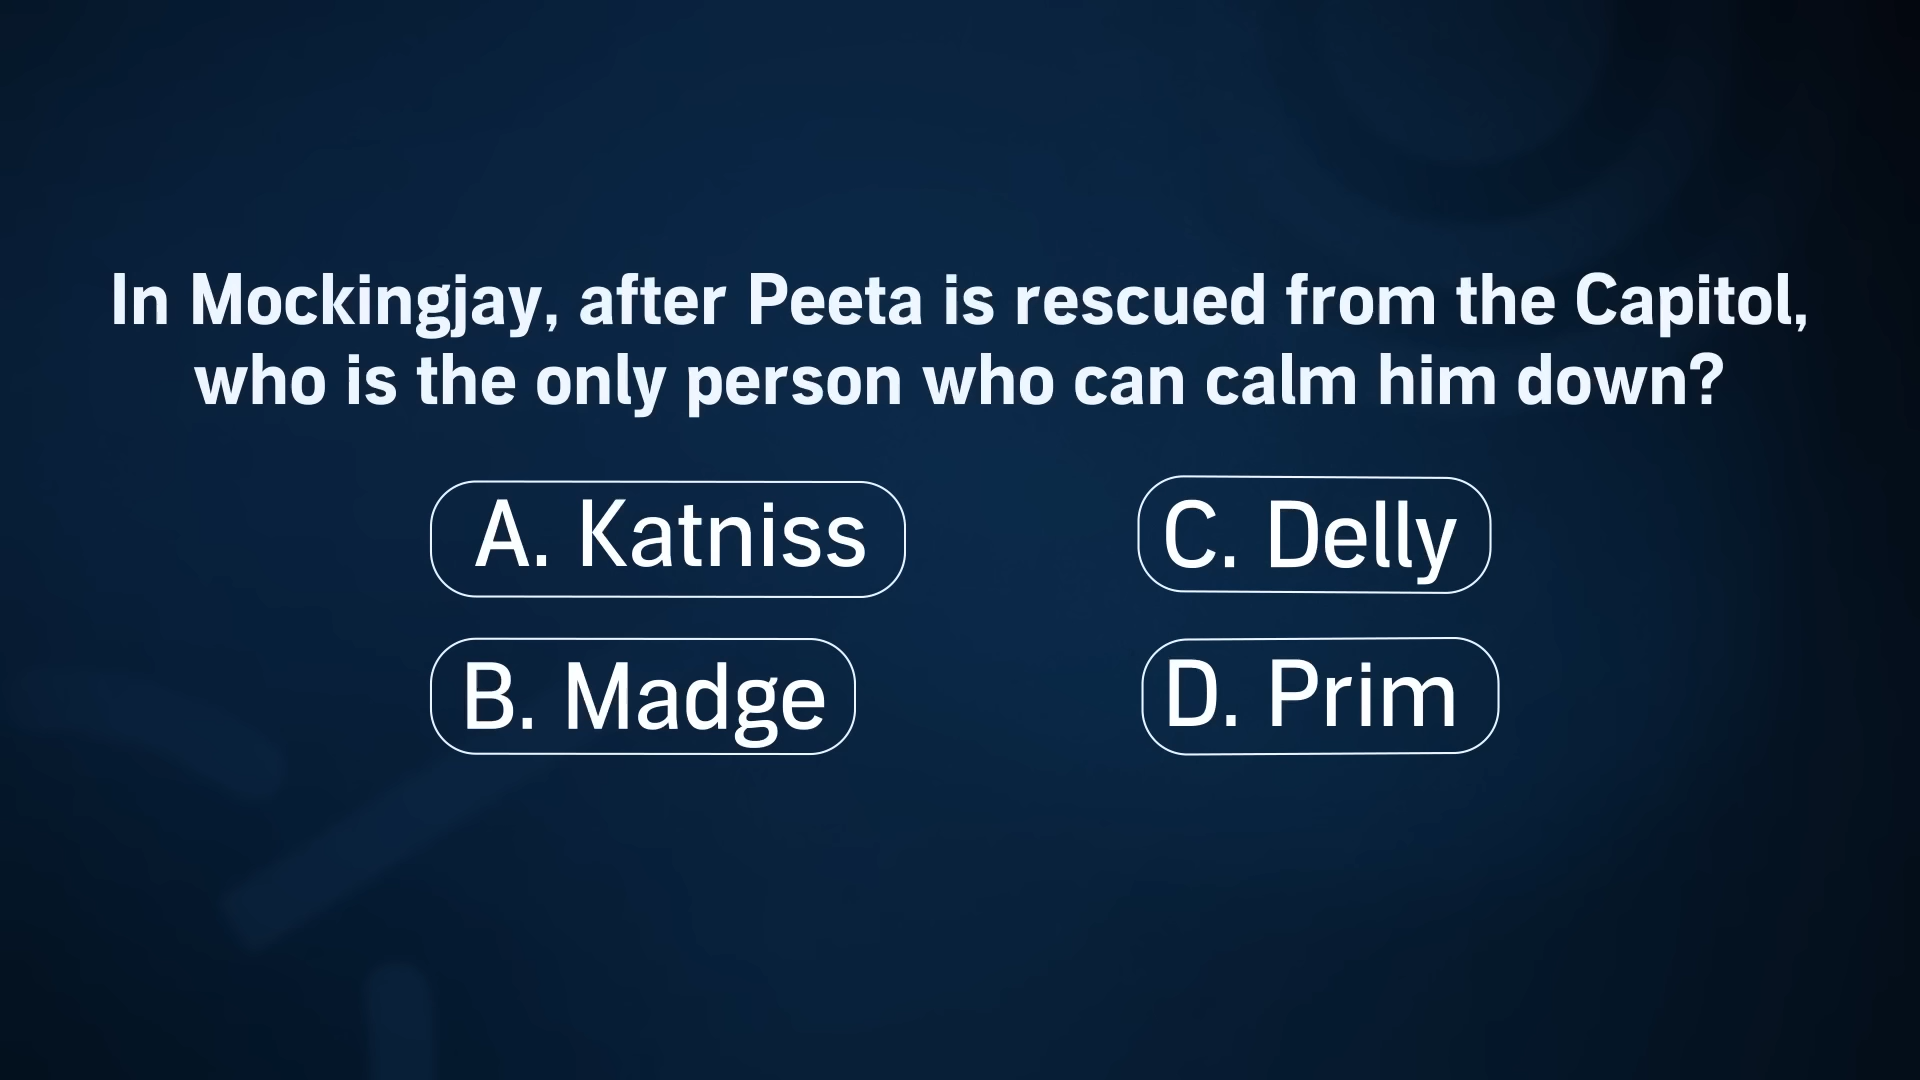 In Mockingjay, after Peeta is rescued from the Capitol,
who is the only person who can calm him down?
A. Katniss
B. Madge
C. Delly
D. Prim